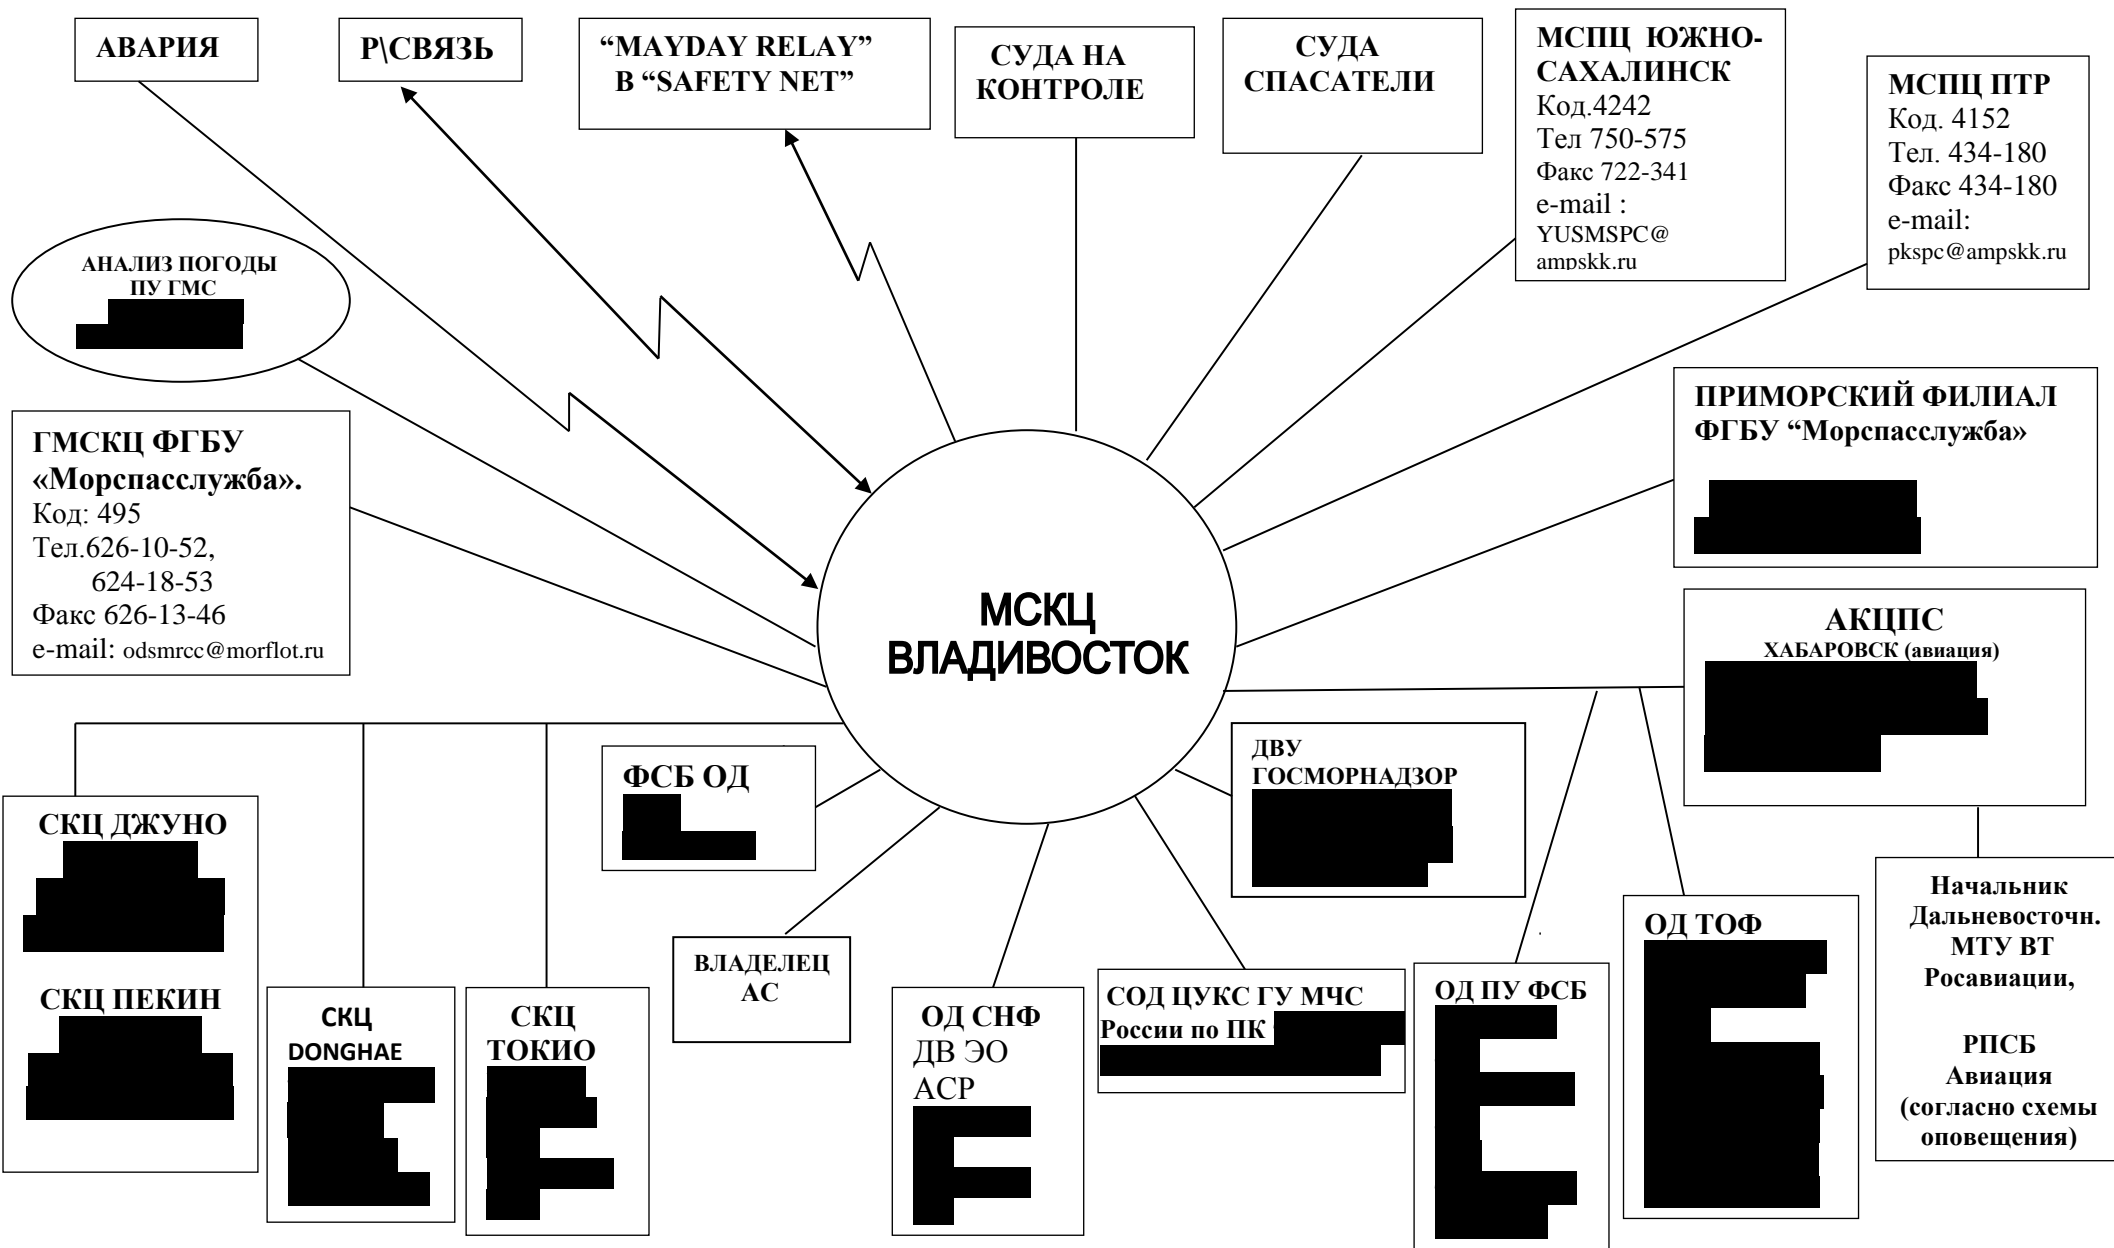 АВАРИЯ
Р\СВЯЗЬ
“MAYDAY RELAY”
В “SAFETY NET”
СУДА НА
КОНТРОЛЕ
СУДА
СПАСАТЕЛИ
МСПЦ ЮЖНО-
САХАЛИНСК
Код.4242
Тел 750-575
Факс 722-341
e-mail :
YUSMSPC@
ampskk.ru
МСПЦ ПТР
Код. 4152
Тел. 434-180
Факс 434-180
e-mail:
pkspc@ampskk.ru
АНАЛИЗ ПОГОДЫ
ПУ ГМС
ГМСКЦ ФГБУ
«Морспасслужба».
Код: 495
Тел.626-10-52,
624-18-53
Факс 626-13-46
e-mail: odsmrcc@morflot.ru
ПРИМОРСКИЙ ФИЛИАЛ
ФГБУ “Морспасслужба»
МСКЦ
ВЛАДИВОСТОК
АКЦПС
ХАБАРОВСК (авиация)
СКЦ ДЖУНО
СКЦ ПЕКИН
СКЦ
DONGHAE
СКЦ
ТОКИО
ФСБ ОД
ВЛАДЕЛЕЦ
АС
ОД СНФ
ДВ ЭО
АСР
СОД ЦУКС ГУ МЧС
России по ПК
ДВУ
ГОСМОРНАДЗОР
ОД ПУ ФСБ
ОД ТОФ
Начальник
Дальневосточн.
МТУ ВТ
Росавиации,
РПСБ
Авиация
(согласно схемы
оповещения)